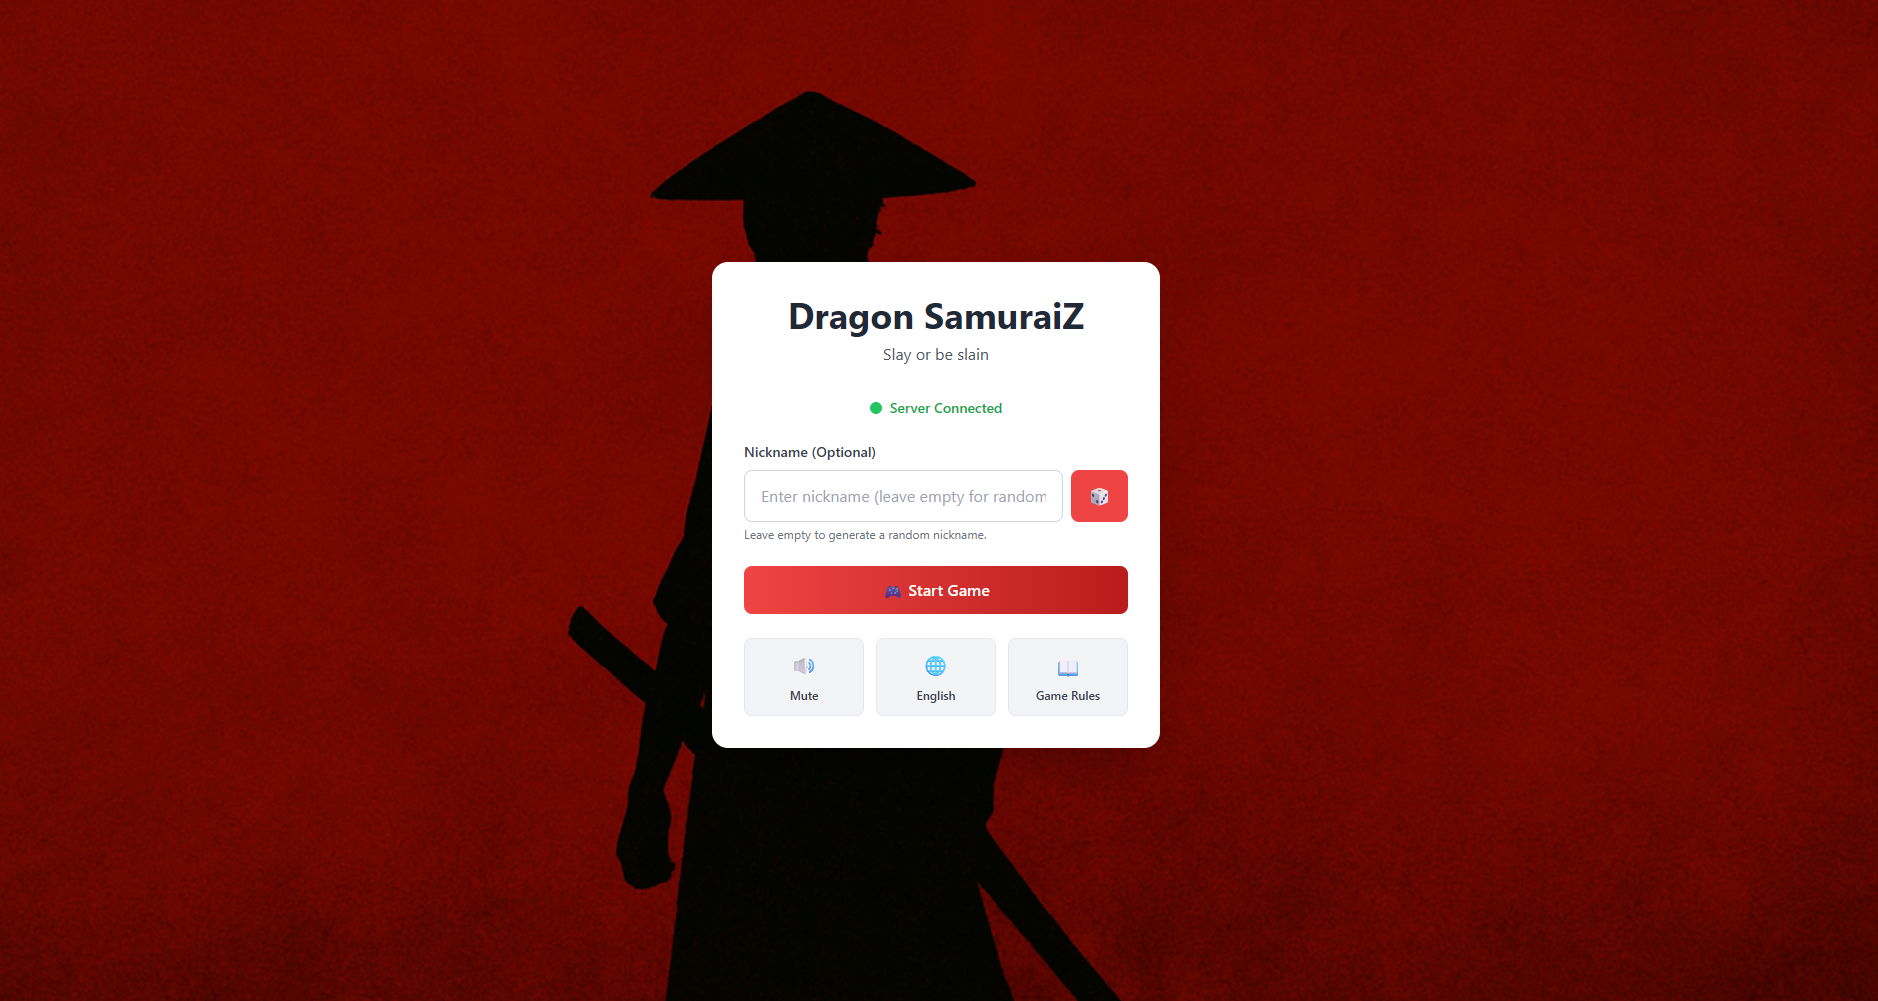 Dragon SamuraiZ
Slay or be slain
Server Connected
Nickname (Optional)
Enter nickname (leave empty for random
Leave empty to generate a random nickname.
Start Game
Mute
English
Game Rules